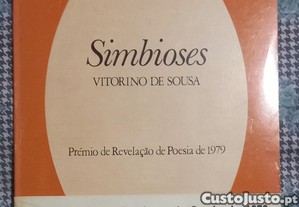 Simbioses
VITORINO DE SOUSA
Prémio de Revelação de Poesia de 1979
CustoJusto.pt